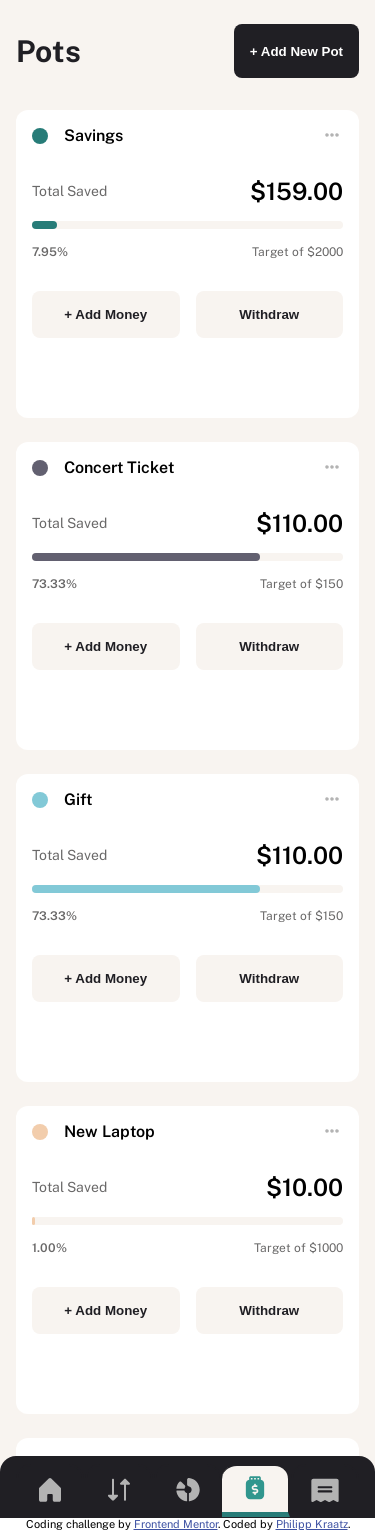 Pots
+ Add New Pot
Savings
Total Saved $159.00
7.95% Target of $2000
+ Add Money Withdraw
Concert Ticket
Total Saved $110.00
73.33% Target of $150
+ Add Money Withdraw
Gift
Total Saved $110.00
73.33% Target of $150
+ Add Money Withdraw
New Laptop
Total Saved $10.00
1.00% Target of $1000
+ Add Money Withdraw
Coding challenge by Frontend Mentor. Coded by Philipp Kraatz.